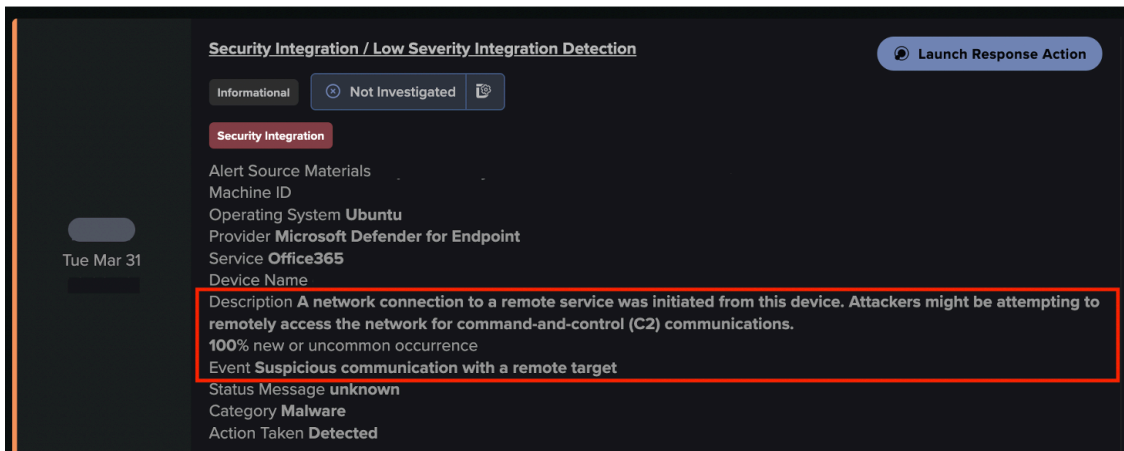 Security Integration / Low Severity Integration Detection
Launch Response Action
Informational
Not Investigated
Security Integration
Alert Source Materials
Machine ID
Operating System Ubuntu
Provider Microsoft Defender for Endpoint
Tue Mar 31
Service Office365
Device Name
Description A network connection to a remote service was initiated from this device. Attackers might be attempting to
remotely access the network for command-and-control (C2) communications.
100% new or uncommon occurrence
Event Suspicious communication with a remote target
Status Message unknown
Category Malware
Action Taken Detected